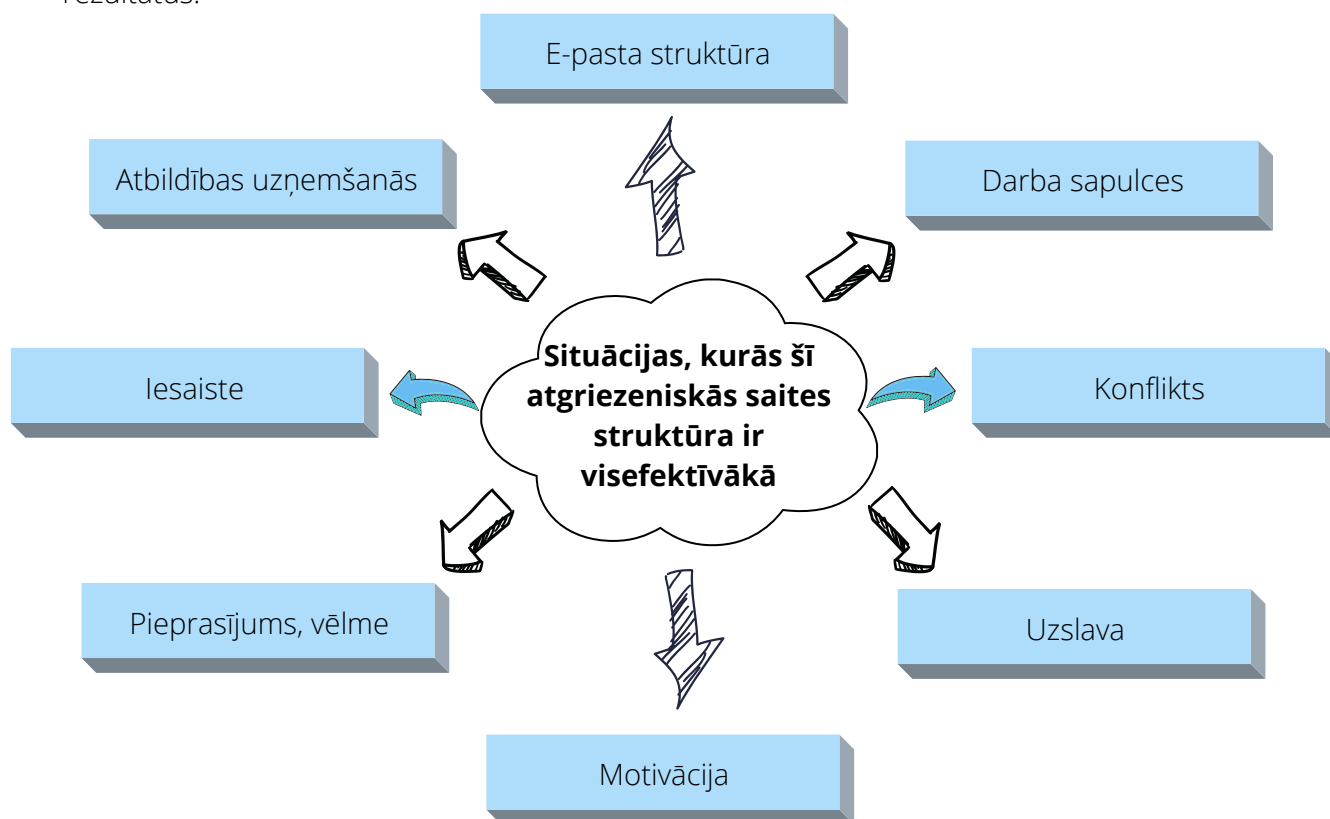 rezultātus.
E-pasta struktūra
Atbildības uzņemšanās
Darba sapulces
Situācijas, kurās šī
atgriezeniskās saites
struktūra ir
visefektīvākā
Iesaiste
Konflikts
Pieprasījums, vēlme
Uzslava
Motivācija